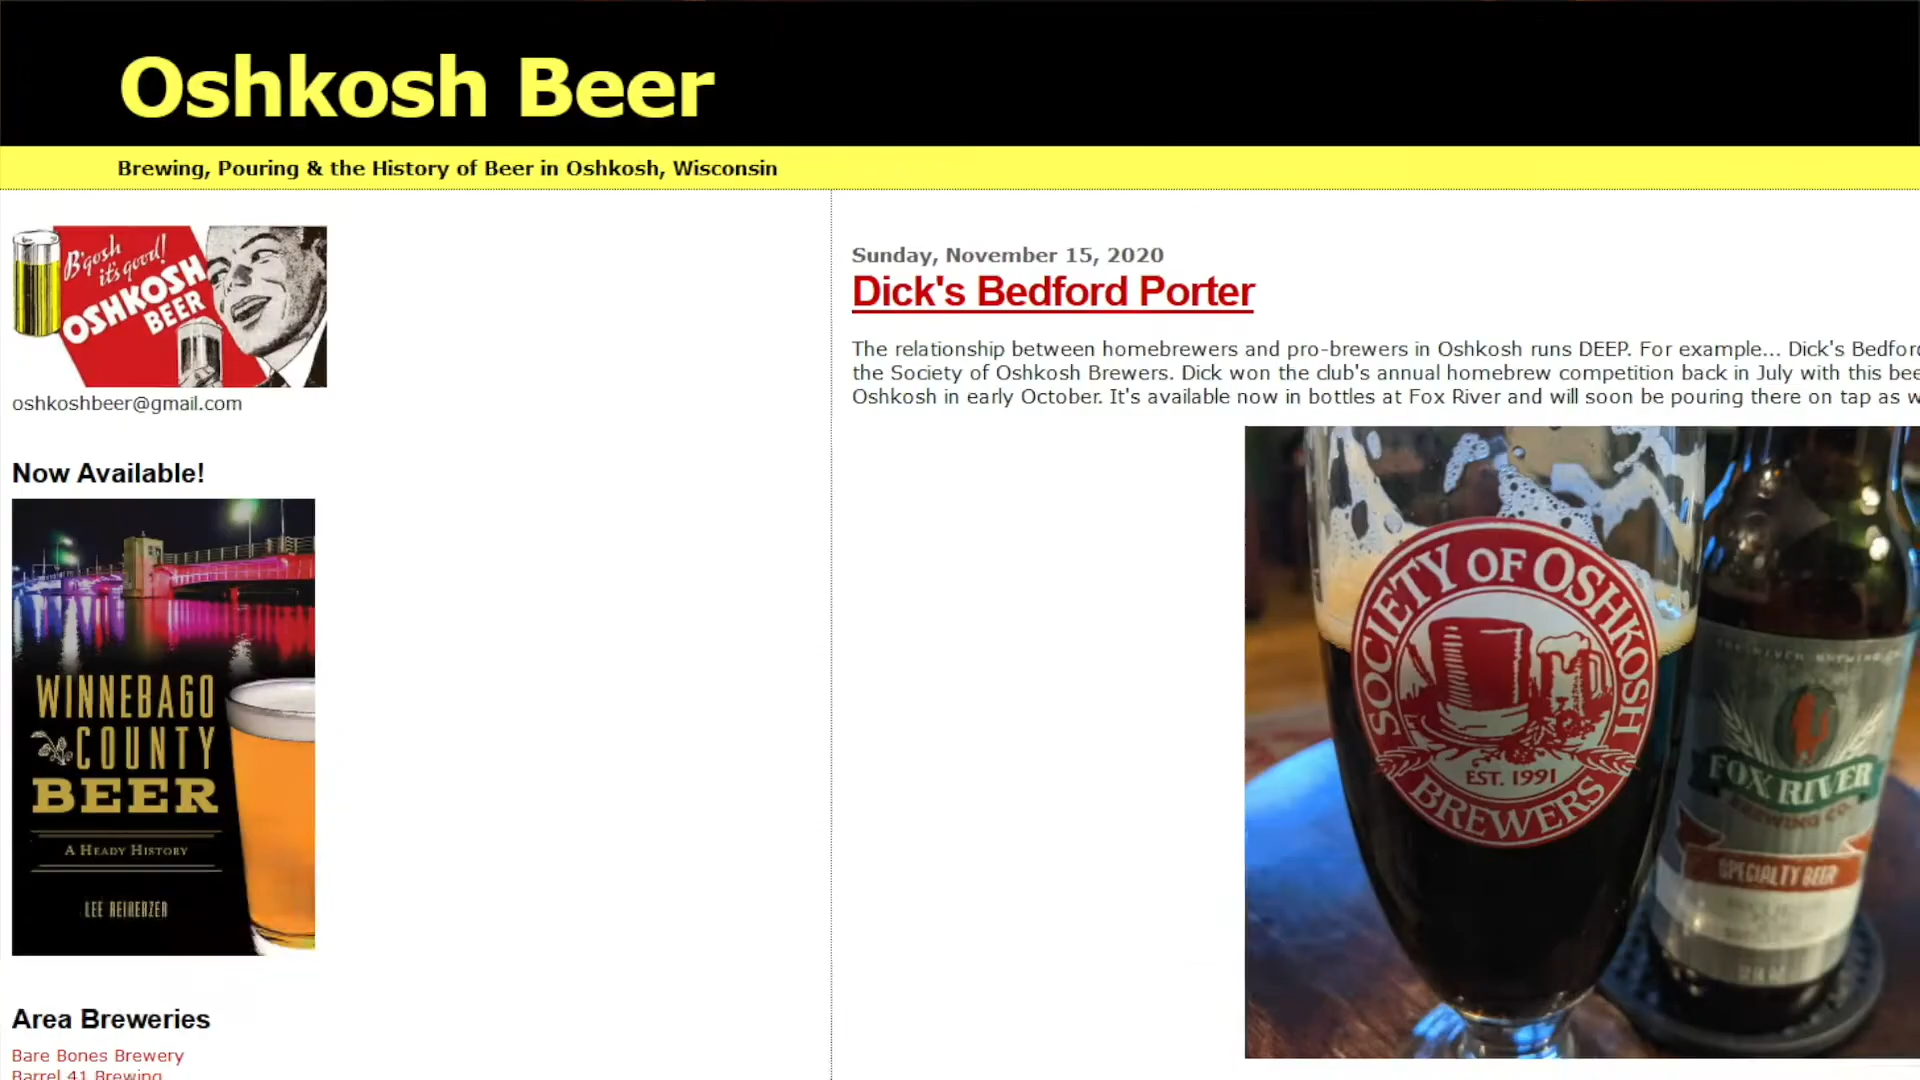 Oshkosh Beer
Brewing, Pouring & the History of Beer in Oshkosh, Wisconsin
B'gosh
it's good!
OSHKOSH
BEER
oshkoshbeer@gmail.com
Now Available!
WINNEBAGO
COUNTY
BEER
A HEADY HISTORY
LEE REIHERZER
Area Breweries
Bare Bones Brewery
Barrel 41 Brewing
Sunday, November 15, 2020
Dick's Bedford Porter
The relationship between homebrewers and pro-brewers in Oshkosh runs DEEP. For example... Dick's Bedford
the Society of Oshkosh Brewers. Dick won the club's annual homebrew competition back in July with this bee
Oshkosh in early October. It's available now in bottles at Fox River and will soon be pouring there on tap as w
SOCIETY OF OSHKOSH
EST. 1991
BREWERS
FOX RIVER
BREWING CO.
SPECIALTY BEER